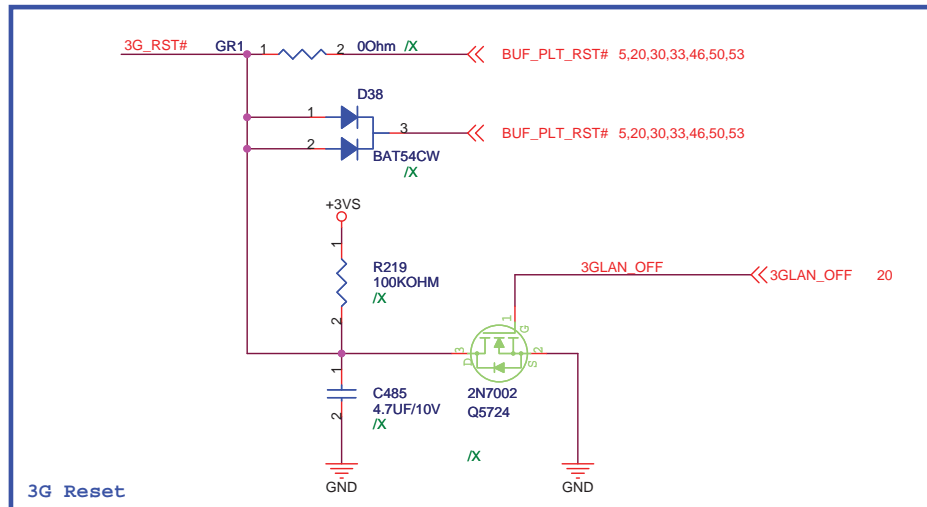 3G_RST# GR1 1 2 0Ohm /X BUF_PLT_RST# 5,20,30,33,46,50,53
D38
1
3 BUF_PLT_RST# 5,20,30,33,46,50,53
2
BAT54CW
/X
+3VS
1
R219
100KOHM
/X
2
3GLAN_OFF 3GLAN_OFF 20
1
G
3 2
D S
1
C485
4.7UF/10V
/X
2
2N7002
Q5724
/X
GND GND
3G Reset